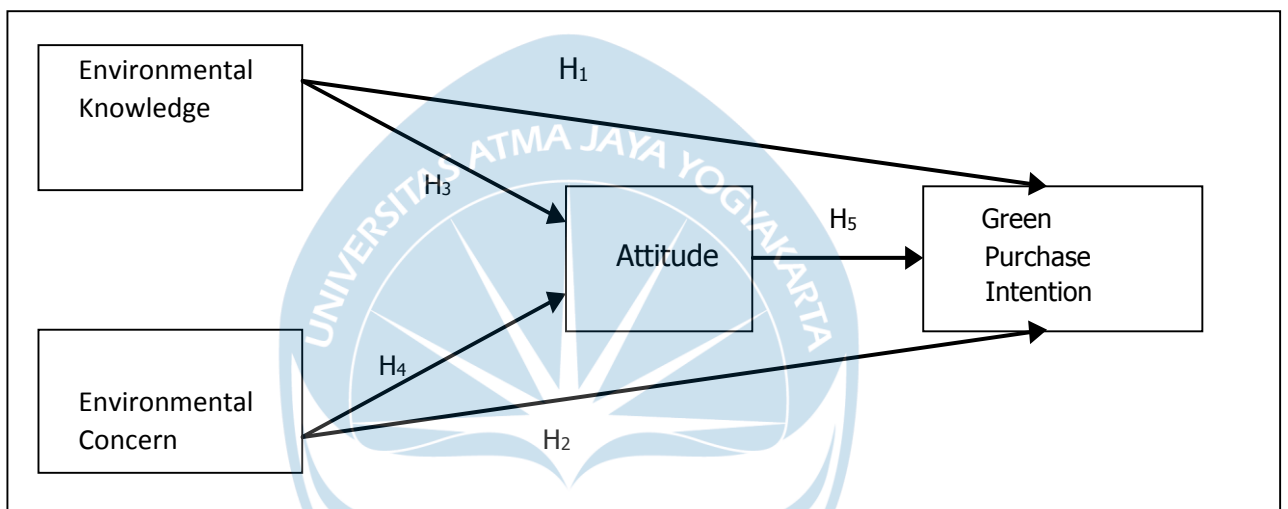 Environmental
Knowledge
H₁
UNIVERSITAS ATMA JAYA YOGYAKARTA
H₃
Attitude
H₅
Green
Purchase
Intention
H₄
Environmental
Concern
H₂